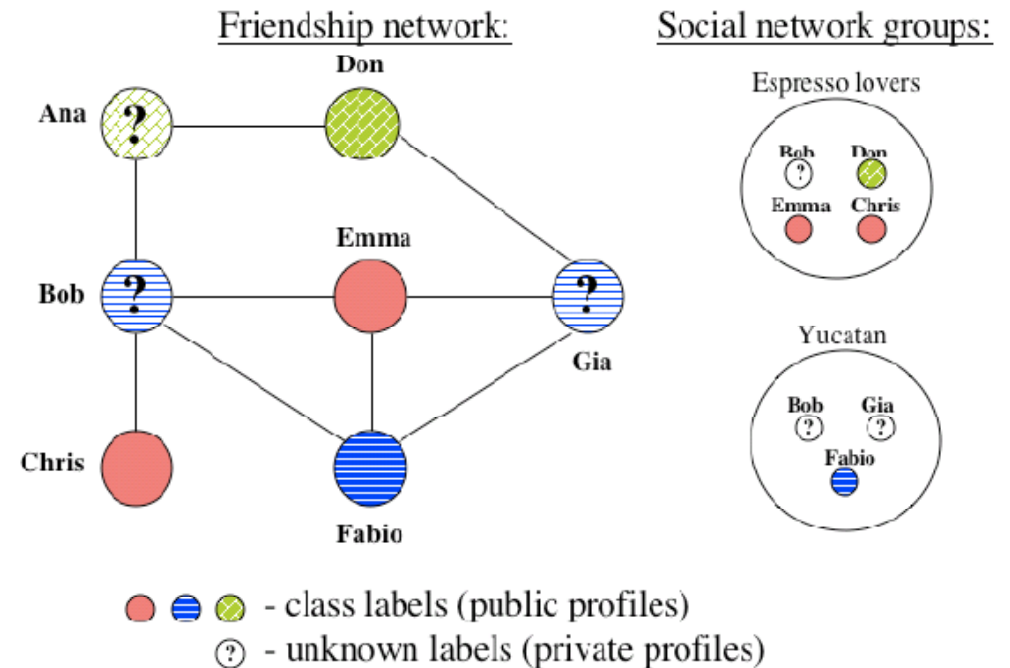 Friendship network:
Social network groups:
Don
Espresso lovers
Ana
?
Bob
Don
?
Emma
Chris
Emma
Bob
?
?
Gia
Yucatan
Bob
Gia
?
?
Fabio
Chris
Fabio
- class labels (public profiles)
? - unknown labels (private profiles)